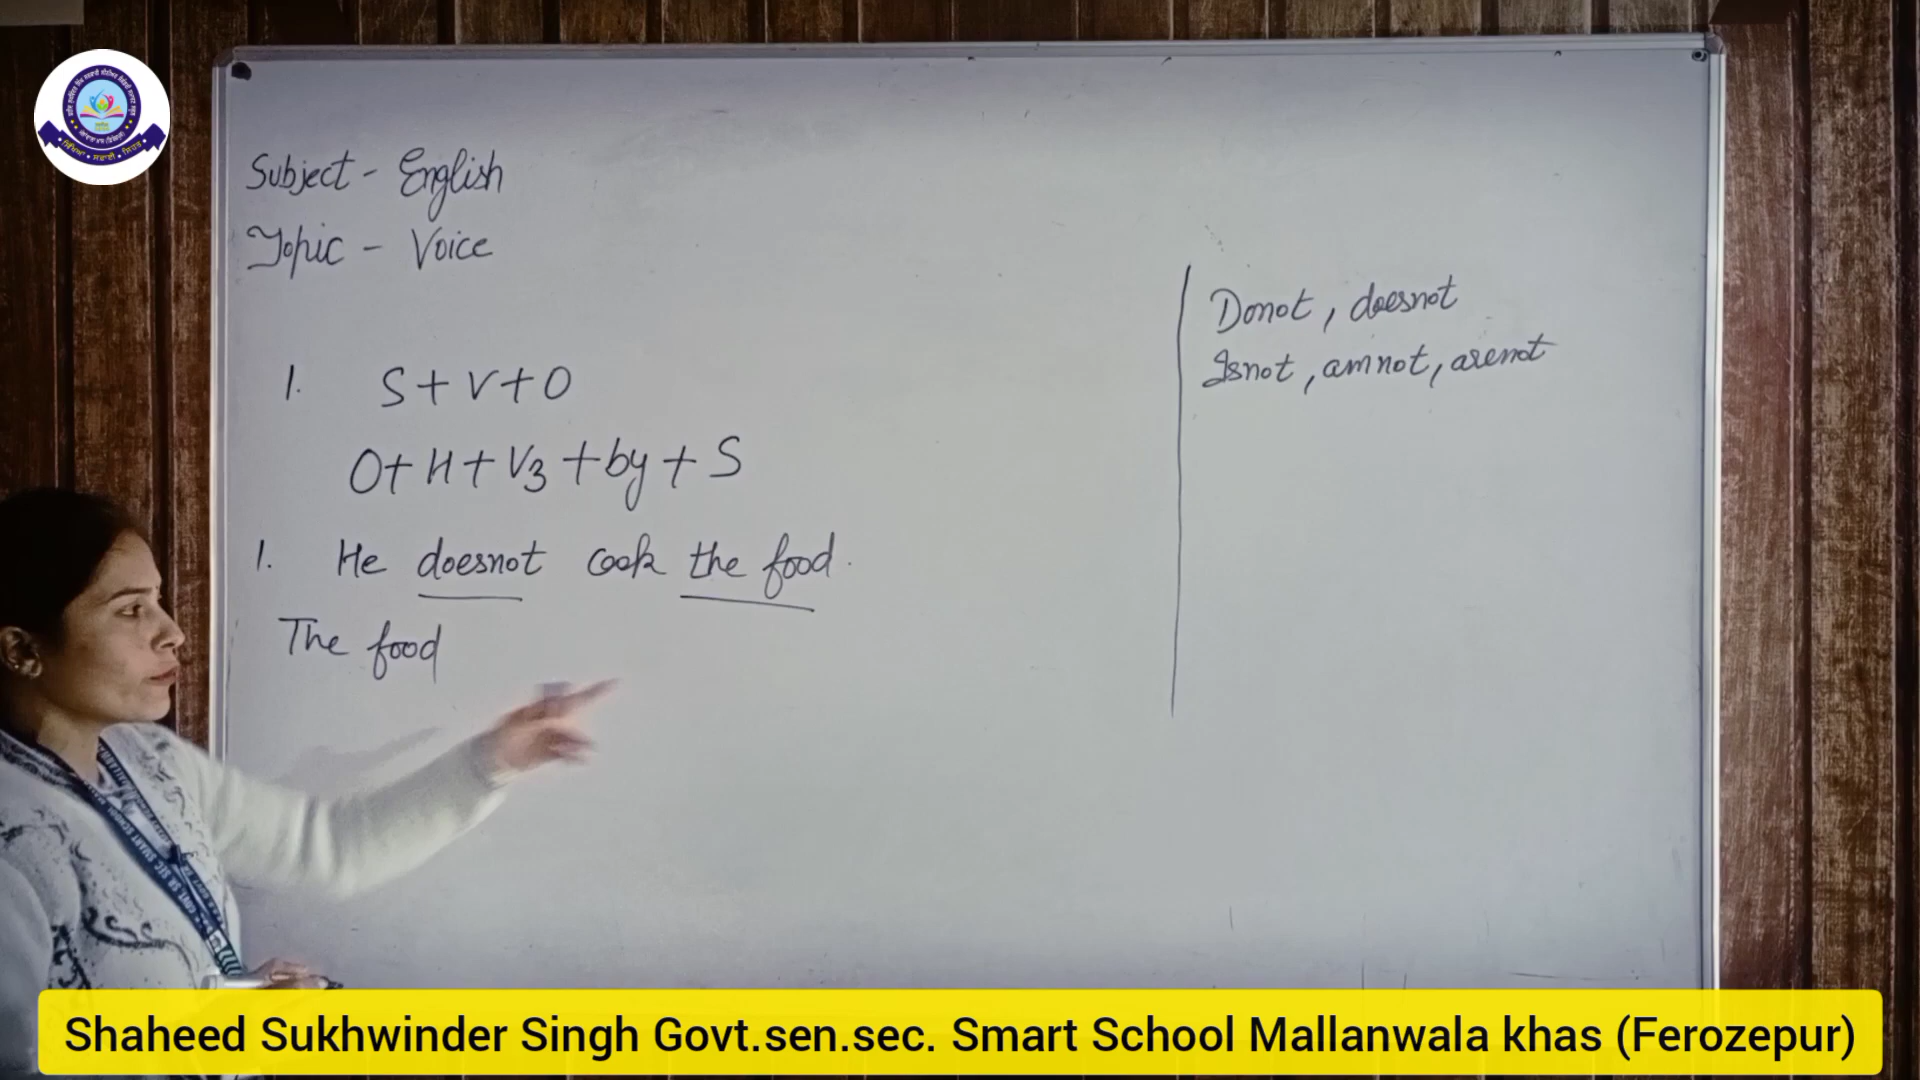 Subject - English
Topic - Voice
1. S + V + O
O + H + V3 + by + S
1. He doesnot cook the food.
The food
Donot, doesnot
Isnot, amnot, arenot
Shaheed Sukhwinder Singh Govt.sen.sec. Smart School Mallanwala khas (Ferozepur)